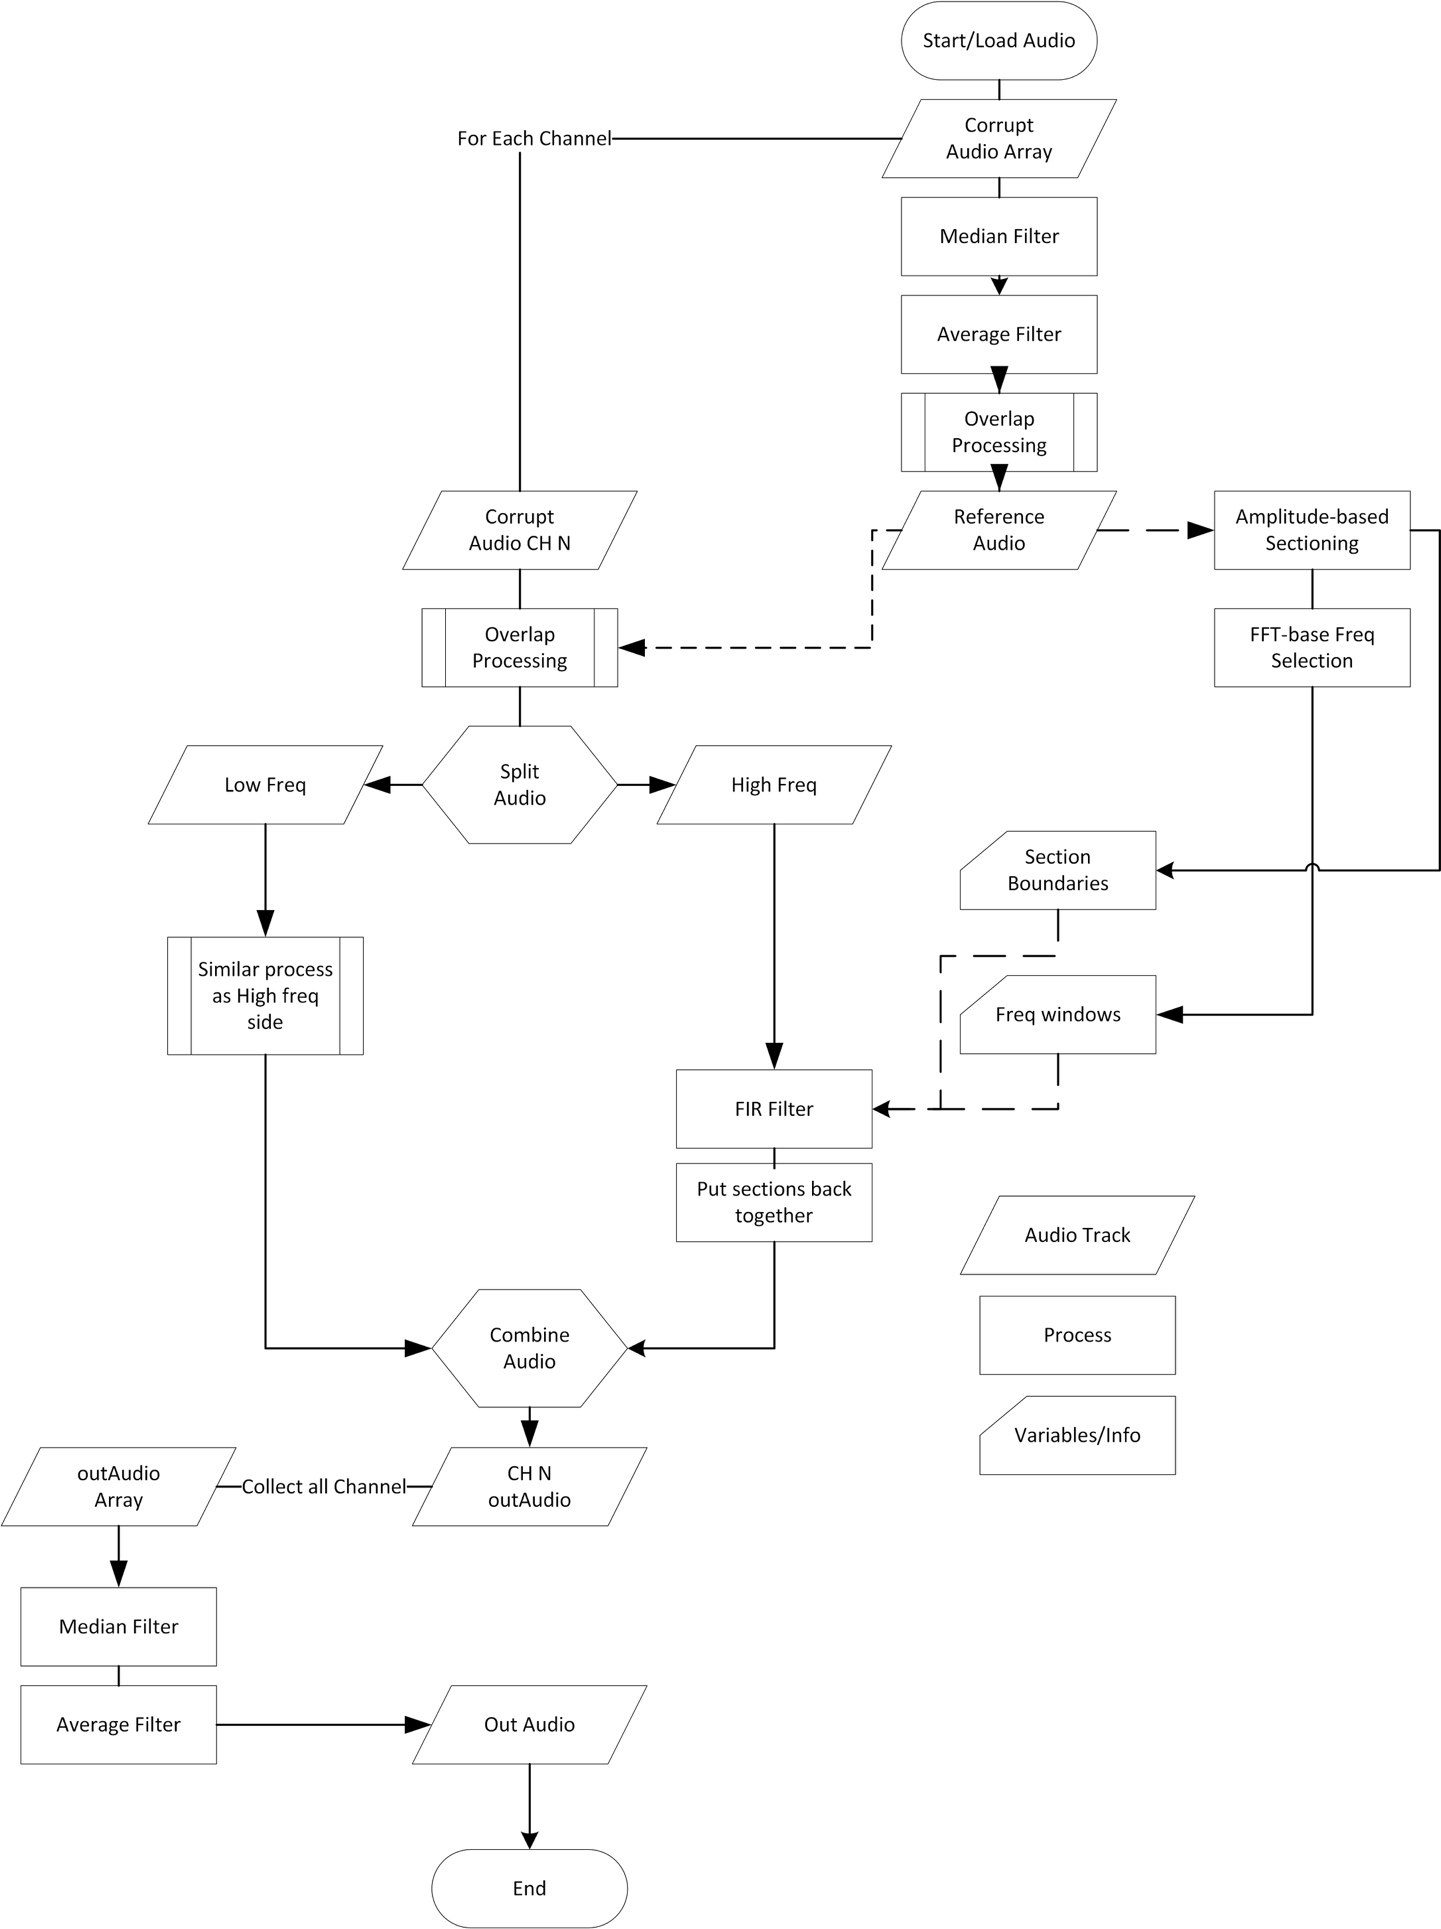 Start/Load Audio
Corrupt
Audio Array
For Each Channel
Median Filter
Average Filter
Overlap
Processing
Reference
Audio
Amplitude-based
Sectioning
FFT-base Freq
Selection
Corrupt
Audio CH N
Overlap
Processing
Split
Audio
Low Freq
High Freq
Section
Boundaries
Freq windows
Similar process
as High freq
side
FIR Filter
Put sections back
together
Combine
Audio
CH N
outAudio
Collect all Channel
outAudio
Array
Median Filter
Average Filter
Out Audio
End
Audio Track
Process
Variables/Info